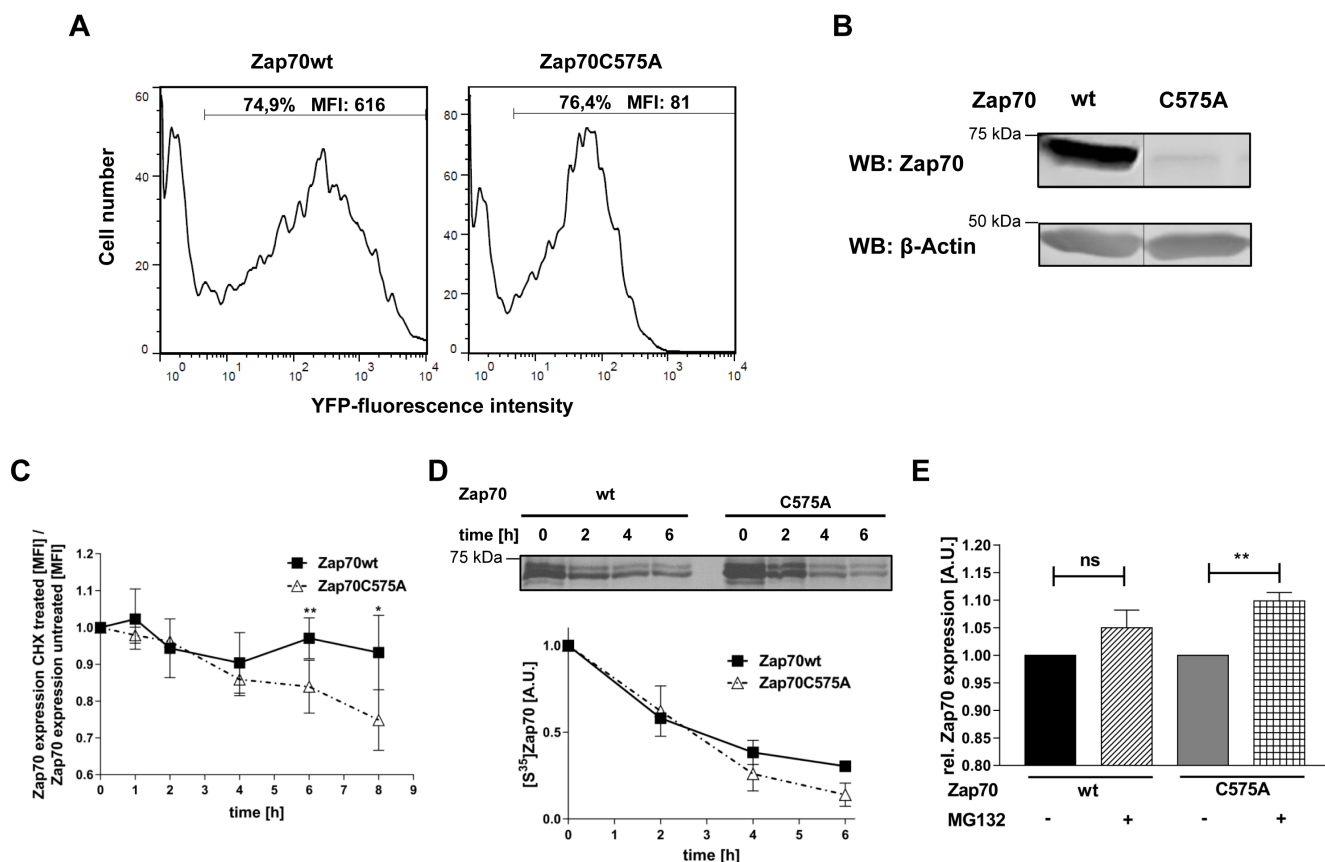 A
Zap70wt
74,9% MFI: 616
60
40
20
0
10^0 10^1 10^2 10^3 10^4
Cell number
Zap70C575A
76,4% MFI: 81
80
60
40
20
0
10^0 10^1 10^2 10^3 10^4
YFP-fluorescence intensity
B
Zap70 wt C575A
75 kDa
WB: Zap70
50 kDa
WB: β-Actin
C
Zap70 expression CHX treated [MFI] /
Zap70 expression untreated [MFI]
1.2
1.1
1.0
0.9
0.8
0.7
0.6
Zap70wt
Zap70C575A
** *
0 1 2 3 4 5 6 7 8 9
time [h]
D
Zap70 wt C575A
time [h] 0 2 4 6 0 2 4 6
75 kDa
[S^35]Zap70 [A.U.]
1.0
0.5
0.0
Zap70wt
Zap70C575A
0 1 2 3 4 5 6
time [h]
E
rel. Zap70 expression [A.U.]
1.20
1.15
1.10
1.05
1.00
0.95
0.90
0.85
0.80
ns **
Zap70 wt C575A
MG132 - + - +